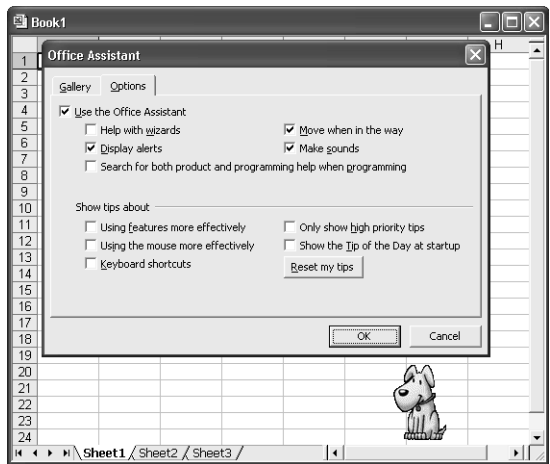 Book1
H
Office Assistant
Gallery Options
Use the Office Assistant
Help with wizards Move when in the way
Display alerts Make sounds
Search for both product and programming help when programming
Show tips about
Using features more effectively Only show high priority tips
Using the mouse more effectively Show the Tip of the Day at startup
Keyboard shortcuts Reset my tips
OK Cancel
1
2
3
4
5
6
7
8
9
10
11
12
13
14
15
16
17
18
19
20
21
22
23
24
Sheet1 Sheet2 Sheet3